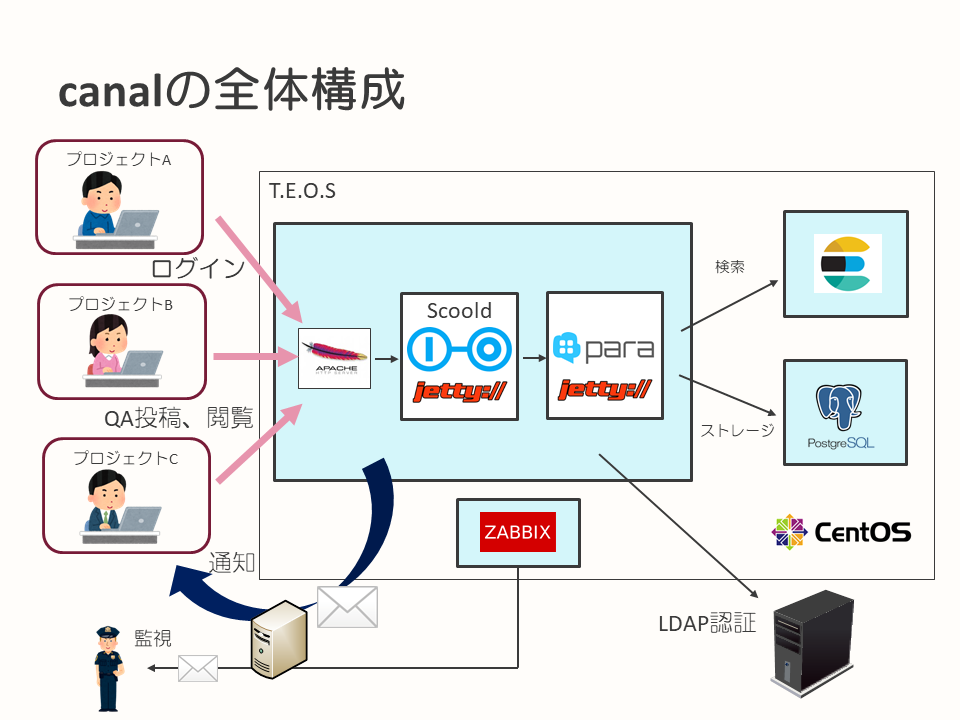 canalの全体構成
プロジェクトA
T.E.O.S
ログイン
検索
プロジェクトB
Scoold
APACHE
HTTP SERVER
para
jetty://
jetty://
QA投稿、閲覧
ストレージ
PostgreSQL
プロジェクトC
ZABBIX
CentOS
通知
LDAP認証
監視